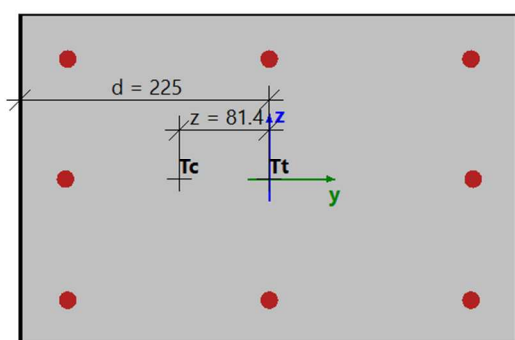 d = 225
z = 81.4
z
Tc
Tt
y